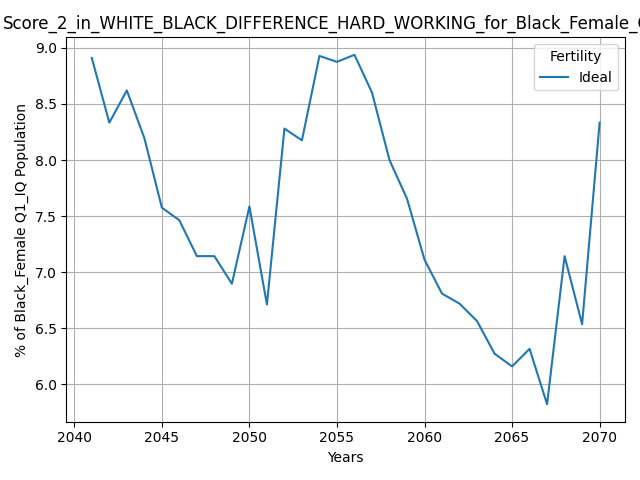 Score_2_in_WHITE_BLACK_DIFFERENCE_HARD_WORKING_for_Black_Female_
Fertility
Ideal
% of Black_Female Q1_IQ Population
9.0
8.5
8.0
7.5
7.0
6.5
6.0
2040 2045 2050 2055 2060 2065 2070
Years